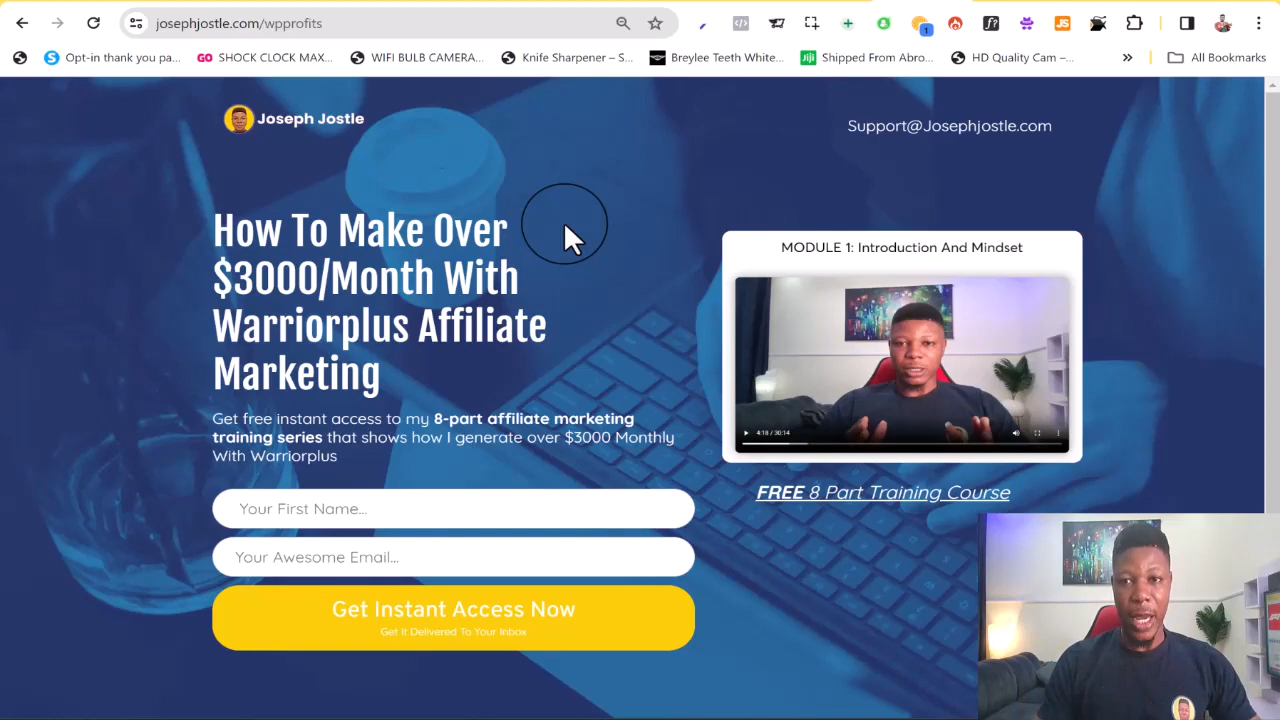 josephjostle.com/wpprofits
1
Opt-in thank you pa...
GO SHOCK CLOCK MAX...
WIFI BULB CAMERA...
Knife Sharpener – S...
Breylee Teeth White...
Jiji Shipped From Abro...
HD Quality Cam –...
»
All Bookmarks
Joseph Jostle
Support@Josephjostle.com
How To Make Over
$3000/Month With
Warriorplus Affiliate
Marketing
Get free instant access to my 8-part affiliate marketing
training series that shows how I generate over $3000 Monthly
With Warriorplus
Your First Name...
Your Awesome Email...
Get Instant Access Now
Get It Delivered To Your Inbox
MODULE 1: Introduction And Mindset
4:18 / 30:14
FREE 8 Part Training Course